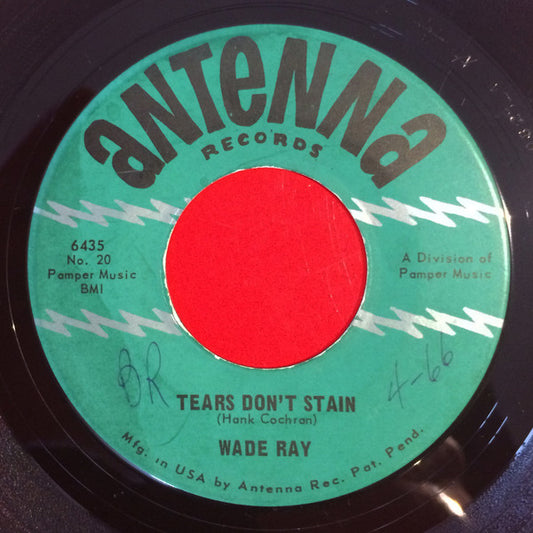 ANTENNA
RECORDS
6435
No. 20
Pamper Music
BMI
A Division of
Pamper Music
BR
4-66
TEARS DON'T STAIN
(Hank Cochran)
WADE RAY
Mfg. in USA by Antenna Rec. Pat. Pend.